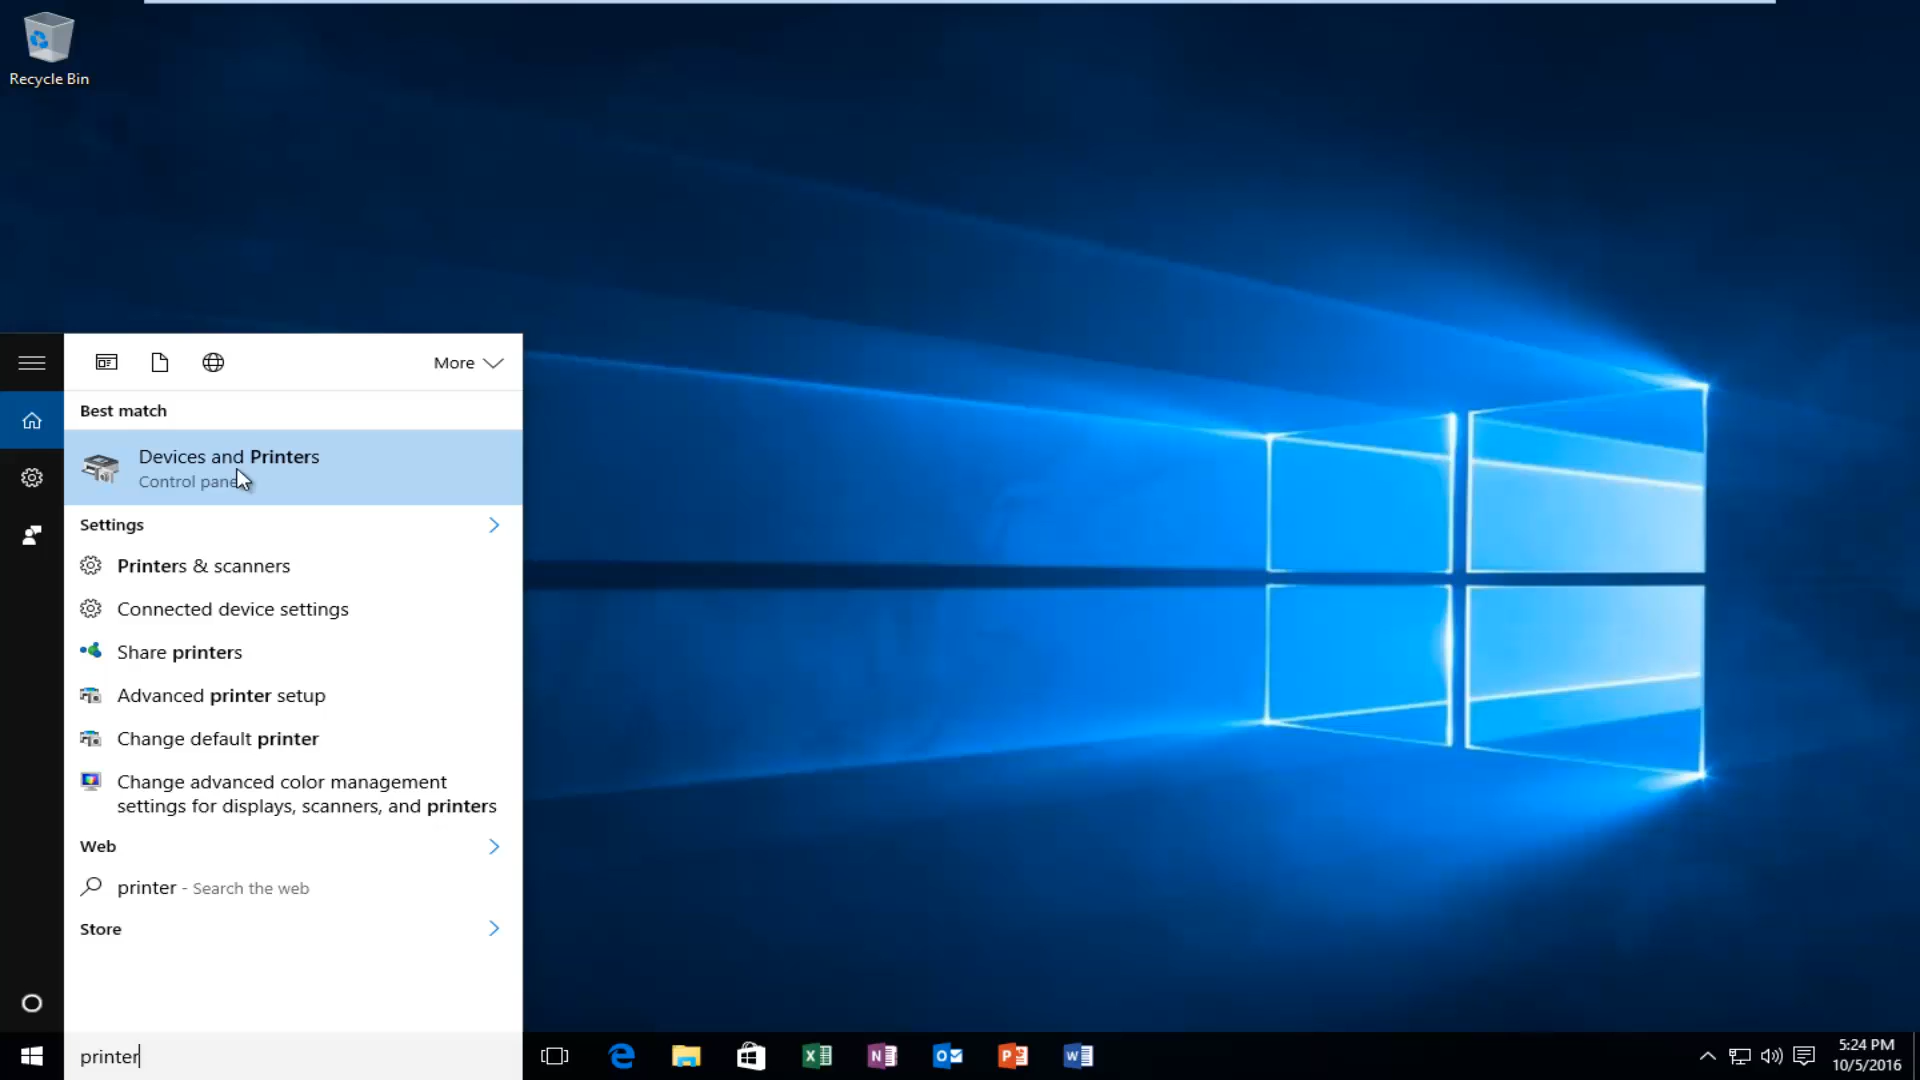 Recycle Bin
More
Best match
Devices and Printers
Control pane
Settings
Printers & scanners
Connected device settings
Share printers
Advanced printer setup
Change default printer
Change advanced color management
settings for displays, scanners, and printers
Web
printer - Search the web
Store
printer
5:24 PM
10/5/2016